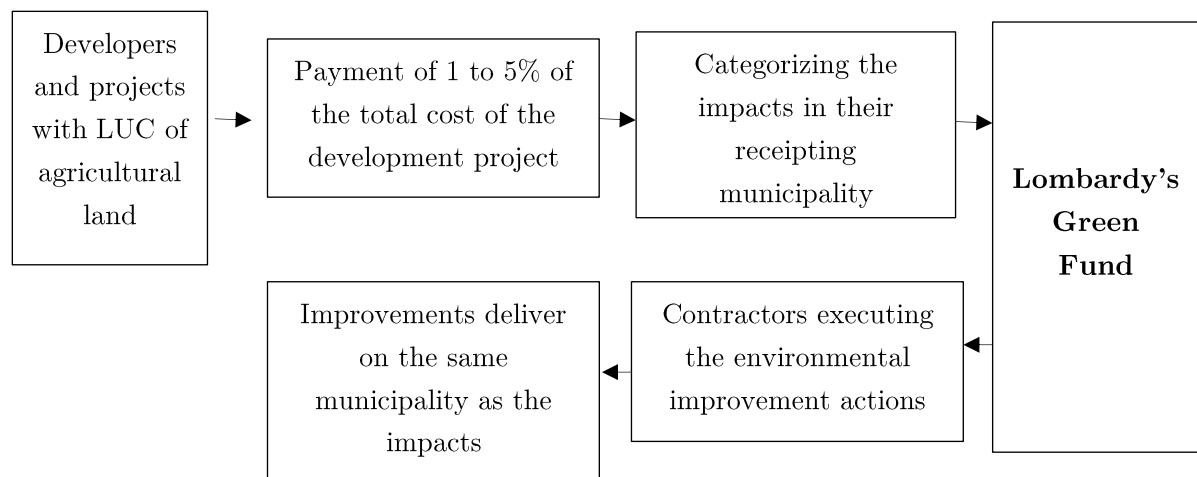 Developers
and projects
with LUC of
agricultural
land
Payment of 1 to 5% of
the total cost of the
development project
Categorizing the
impacts in their
receipting
municipality
Lombardy's
Green
Fund
Contractors executing
the environmental
improvement actions
Improvements deliver
on the same
municipality as the
impacts